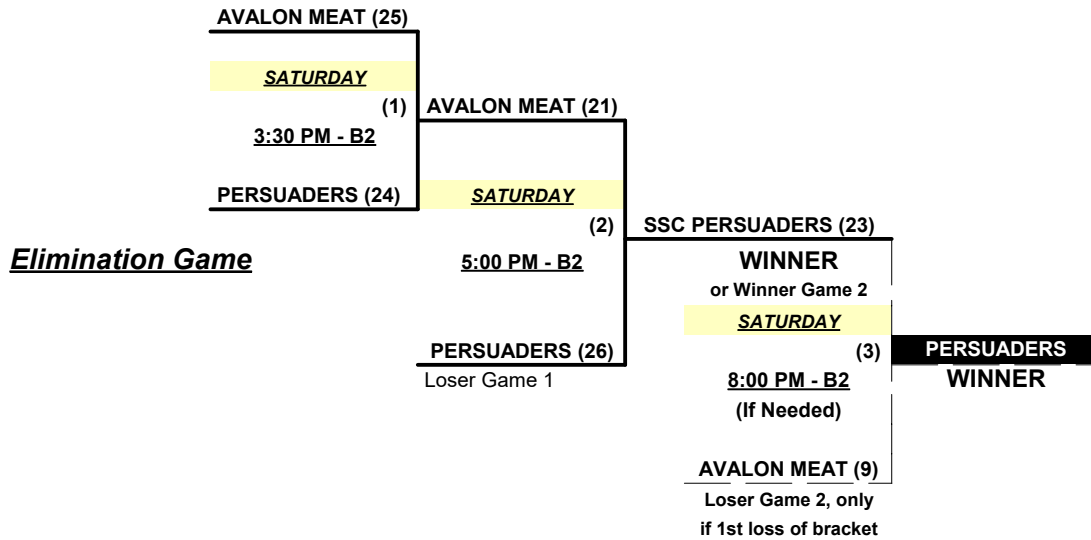 AVALON MEAT (25)
SATURDAY
(1)
AVALON MEAT (21)
3:30 PM - B2
PERSUADERS (24)
SATURDAY
(2)
SSC PERSUADERS (23)
Elimination Game
5:00 PM - B2
WINNER
or Winner Game 2
SATURDAY
PERSUADERS (26)
(3)
PERSUADERS
Loser Game 1
8:00 PM - B2
WINNER
(If Needed)
AVALON MEAT (9)
Loser Game 2, only
if 1st loss of bracket